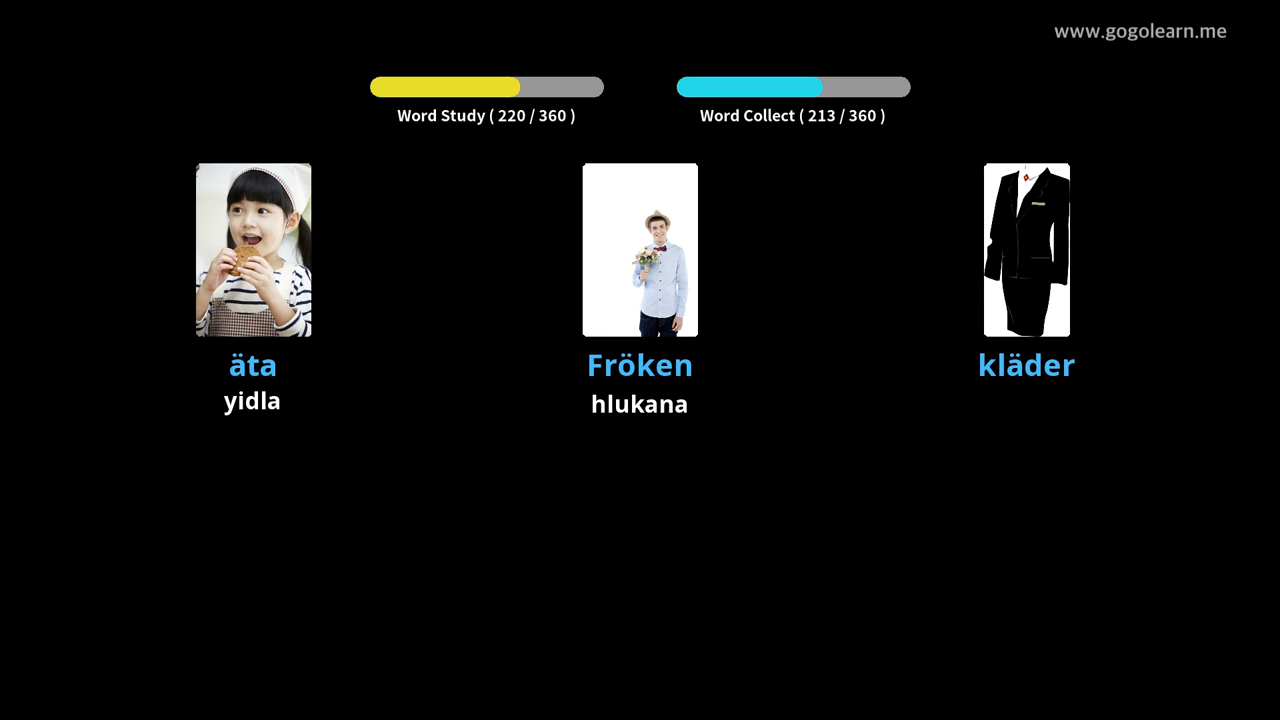 www.gogolearn.me
Word Study ( 220 / 360 )
Word Collect ( 213 / 360 )
äta
yidla
Fröken
hlukana
kläder